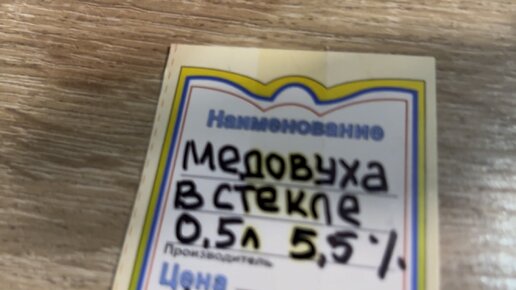 Наименование
Медовуха
в стекле
0,5л 5,5%
Производитель
Цена